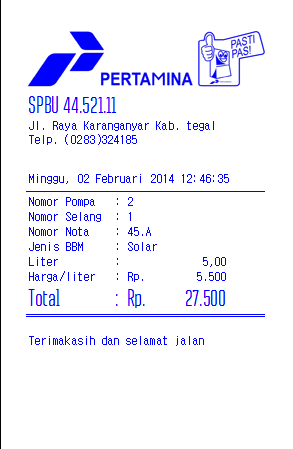 PERTAMINA
PASTI
PAS!
SPBU 44.521.11
Jl. Raya Karanganyar Kab. tegal
Telp. (0283)324185
Minggu, 02 Februari 2014 12:46:35
Nomor Pompa : 2
Nomor Selang : 1
Nomor Nota : 45.A
Jenis BBM : Solar
Liter : 5,00
Harga/liter : Rp. 5.500
Total : Rp. 27.500
Terimakasih dan selamat jalan